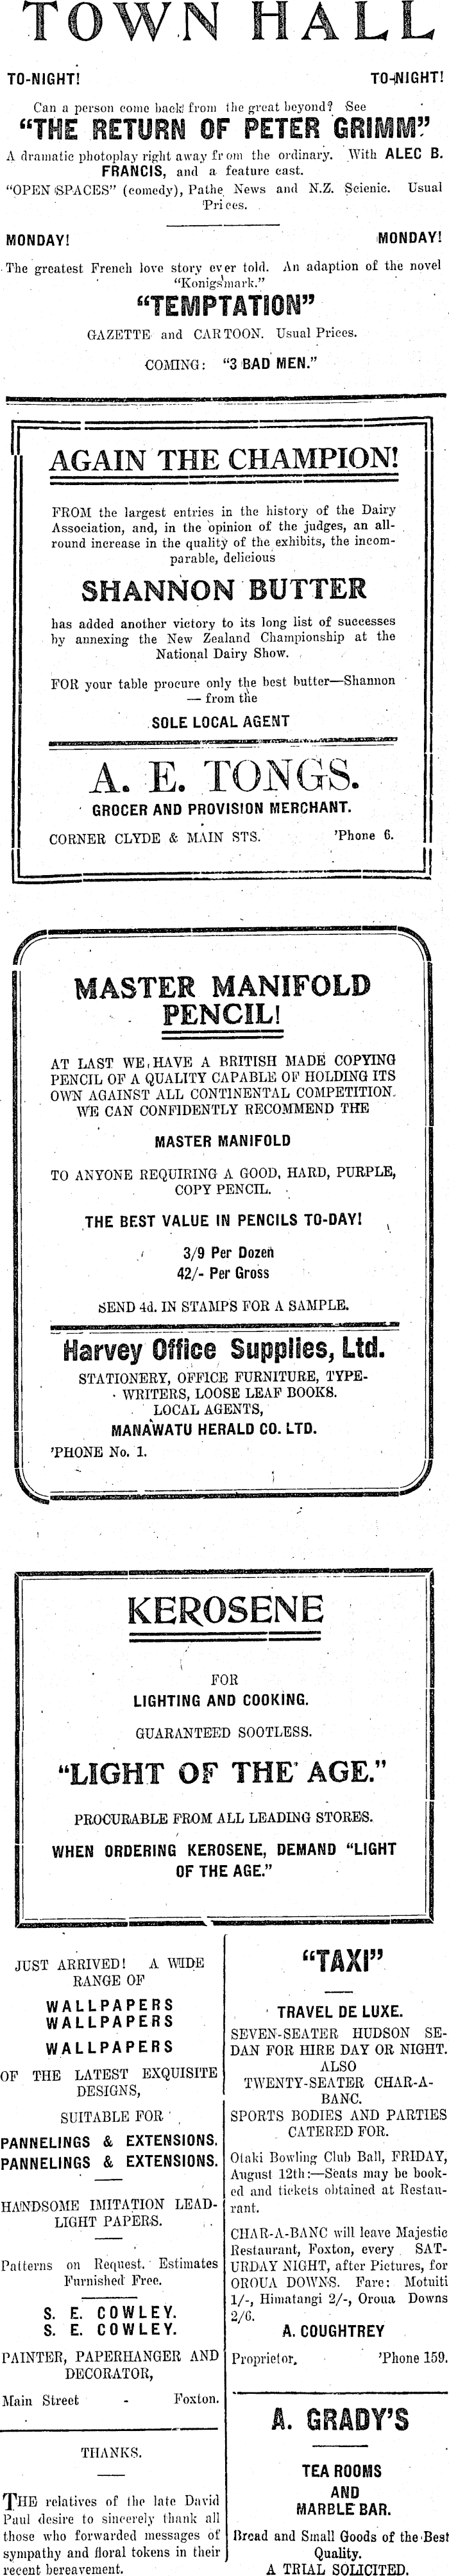 TOWN HALL
TO-NIGHT! TO-NIGHT!
Can a person come back from the great beyond? See
“THE RETURN OF PETER GRIMM”
A dramatic photoplay right away from the ordinary. With ALEC B.
FRANCIS, and a feature cast.
“OPEN SPACES” (comedy), Pathe News and N.Z. Scienic. Usual
Prices.
MONDAY! MONDAY!
The greatest French love story ever told. An adaption of the novel
“Konigsmark.”
“TEMPTATION”
GAZETTE and CARTOON. Usual Prices.
COMING: “3 BAD MEN.”
AGAIN THE CHAMPION!
FROM the largest entries in the history of the Dairy
Association, and, in the opinion of the judges, an all-
round increase in the quality of the exhibits, the incom-
parable, delicious
SHANNON BUTTER
has added another victory to its long list of successes
by annexing the New Zealand Championship at the
National Dairy Show.
FOR your table procure only the best butter—Shannon
— from the
SOLE LOCAL AGENT
A. E. TONGS.
GROCER AND PROVISION MERCHANT.
CORNER CLYDE & MAIN STS. 'Phone 6.
MASTER MANIFOLD
PENCIL!
AT LAST WE HAVE A BRITISH MADE COPYING
PENCIL OF A QUALITY CAPABLE OF HOLDING ITS
OWN AGAINST ALL CONTINENTAL COMPETITION.
WE CAN CONFIDENTLY RECOMMEND THE
MASTER MANIFOLD
TO ANYONE REQUIRING A GOOD, HARD, PURPLE,
COPY PENCIL.
THE BEST VALUE IN PENCILS TO-DAY!
3/9 Per Dozen
42/- Per Gross
SEND 4d. IN STAMPS FOR A SAMPLE.
Harvey Office Supplies, Ltd.
STATIONERY, OFFICE FURNITURE, TYPE-
WRITERS, LOOSE LEAF BOOKS.
LOCAL AGENTS,
MANAWATU HERALD CO. LTD.
'PHONE No. 1.
KEROSENE
FOR
LIGHTING AND COOKING.
GUARANTEED SOOTLESS.
“LIGHT OF THE AGE.”
PROCURABLE FROM ALL LEADING STORES.
WHEN ORDERING KEROSENE, DEMAND “LIGHT
OF THE AGE.”
JUST ARRIVED! A WIDE
RANGE OF
WALLPAPERS
WALLPAPERS
WALLPAPERS
OF THE LATEST EXQUISITE
DESIGNS,
SUITABLE FOR
PANNELINGS & EXTENSIONS.
PANNELINGS & EXTENSIONS.
HANDSOME IMITATION LEAD-
LIGHT PAPERS.
Patterns on Request. Estimates
Furnished Free.
S. E. COWLEY.
S. E. COWLEY.
PAINTER, PAPERHANGER AND
DECORATOR,
Main Street - Foxton.
THANKS.
THE relatives of the late David
Paul desire to sincerely thank all
those who forwarded messages of
sympathy and floral tokens in their
recent bereavement.
“TAXI”
TRAVEL DE LUXE.
SEVEN-SEATER HUDSON SE-
DAN FOR HIRE DAY OR NIGHT.
ALSO
TWENTY-SEATER CHAR-A-
BANC.
SPORTS BODIES AND PARTIES
CATERED FOR.
Otaki Bowling Club Ball, FRIDAY,
August 12th:—Seats may be book-
ed and tickets obtained at Restau-
rant.
CHAR-A-BANC will leave Majestic
Restaurant, Foxton, every SAT-
URDAY NIGHT, after Pictures, for
OROUA DOWNS. Fare: Motuiti
1/-, Himatangi 2/-, Oroua Downs
2/6.
A. COUGHTREY
Proprietor, 'Phone 159.
A. GRADY'S
TEA ROOMS
AND
MARBLE BAR.
Bread and Small Goods of the Best
Quality.
A TRIAL SOLICITED.